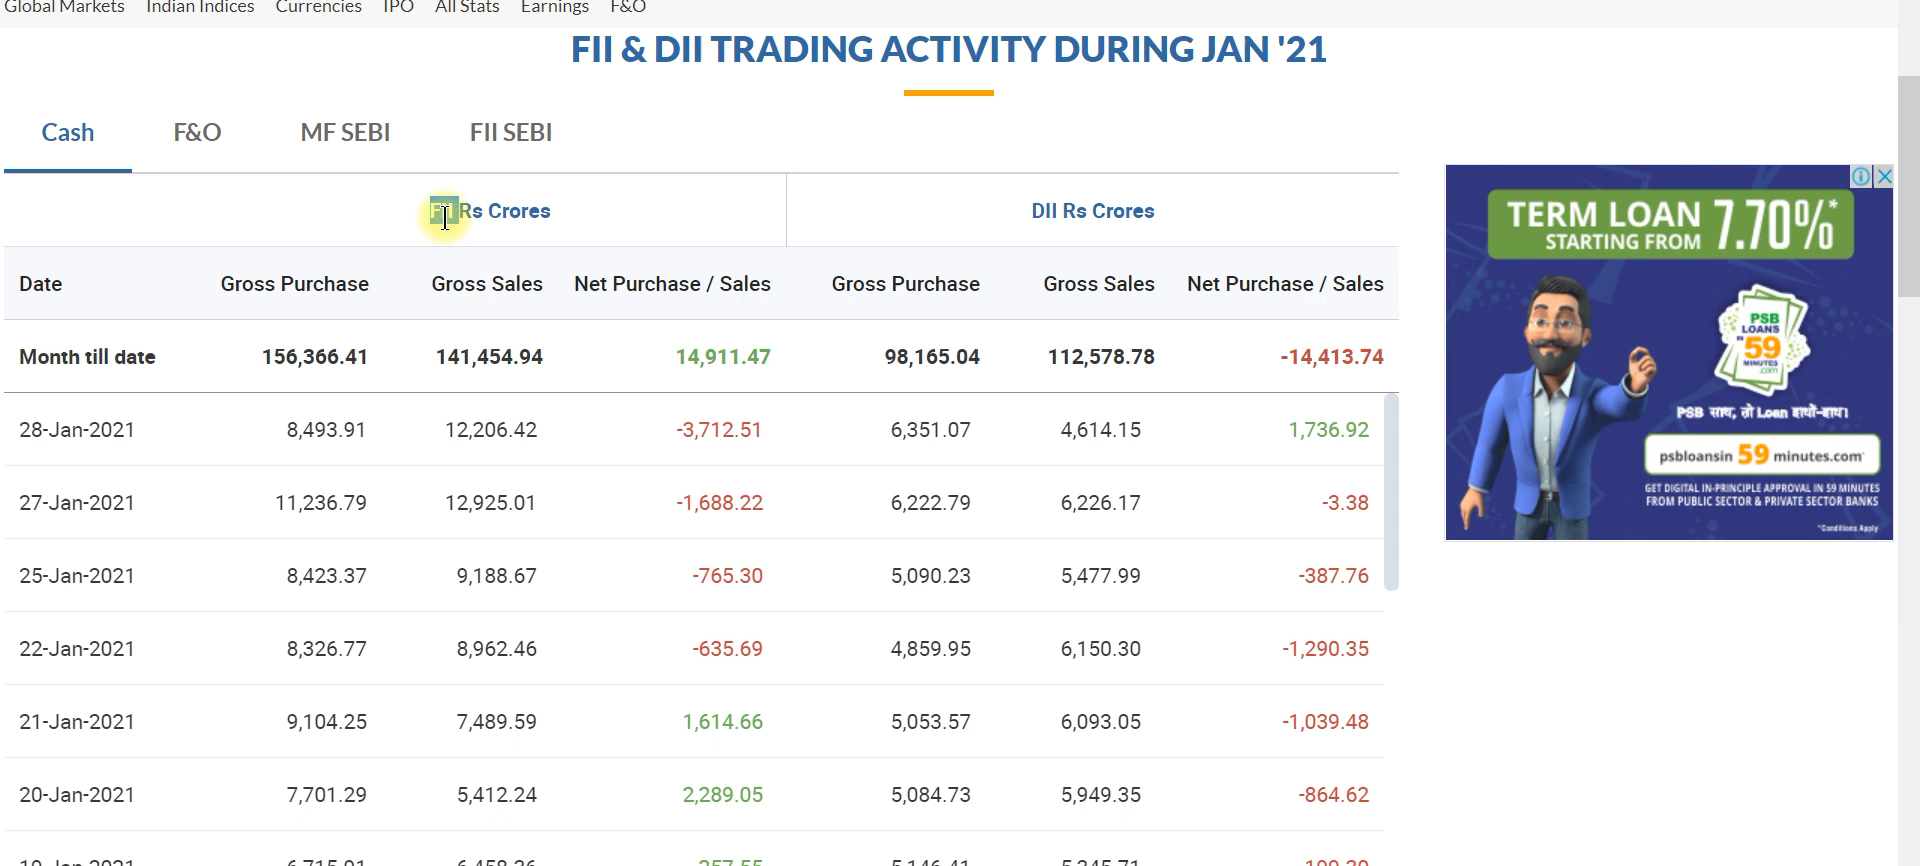 Global Markets Indian Indices Currencies IPO All Stats Earnings F&O
FII & DII TRADING ACTIVITY DURING JAN '21
Cash F&O MF SEBI FII SEBI
FII Rs Crores DII Rs Crores
Date Gross Purchase Gross Sales Net Purchase / Sales Gross Purchase Gross Sales Net Purchase / Sales
Month till date 156,366.41 141,454.94 14,911.47 98,165.04 112,578.78 -14,413.74
28-Jan-2021 8,493.91 12,206.42 -3,712.51 6,351.07 4,614.15 1,736.92
27-Jan-2021 11,236.79 12,925.01 -1,688.22 6,222.79 6,226.17 -3.38
25-Jan-2021 8,423.37 9,188.67 -765.30 5,090.23 5,477.99 -387.76
22-Jan-2021 8,326.77 8,962.46 -635.69 4,859.95 6,150.30 -1,290.35
21-Jan-2021 9,104.25 7,489.59 1,614.66 5,053.57 6,093.05 -1,039.48
20-Jan-2021 7,701.29 5,412.24 2,289.05 5,084.73 5,949.35 -864.62
TERM LOAN 7.70%*
STARTING FROM
PSB
LOANS
IN 59
MINUTES
.com
PSB साथ, तो Loan हाथों-हाथ।
psbloansin 59 minutes.com*
GET DIGITAL IN-PRINCIPLE APPROVAL IN 59 MINUTES
FROM PUBLIC SECTOR & PRIVATE SECTOR BANKS
*Conditions Apply